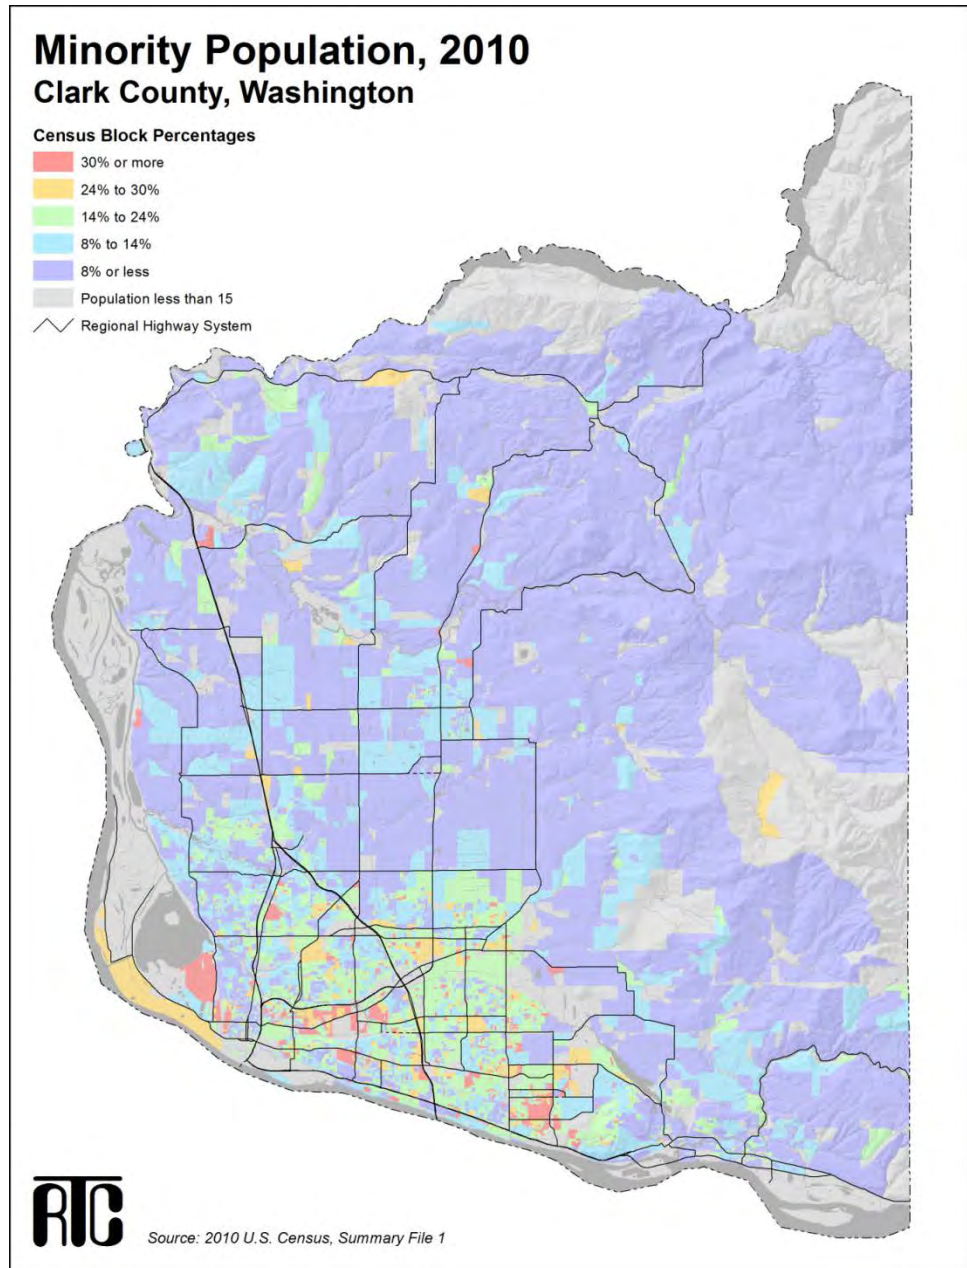 Minority Population, 2010
Clark County, Washington
Census Block Percentages
30% or more
24% to 30%
14% to 24%
8% to 14%
8% or less
Population less than 15
Regional Highway System
RTC
Source: 2010 U.S. Census, Summary File 1